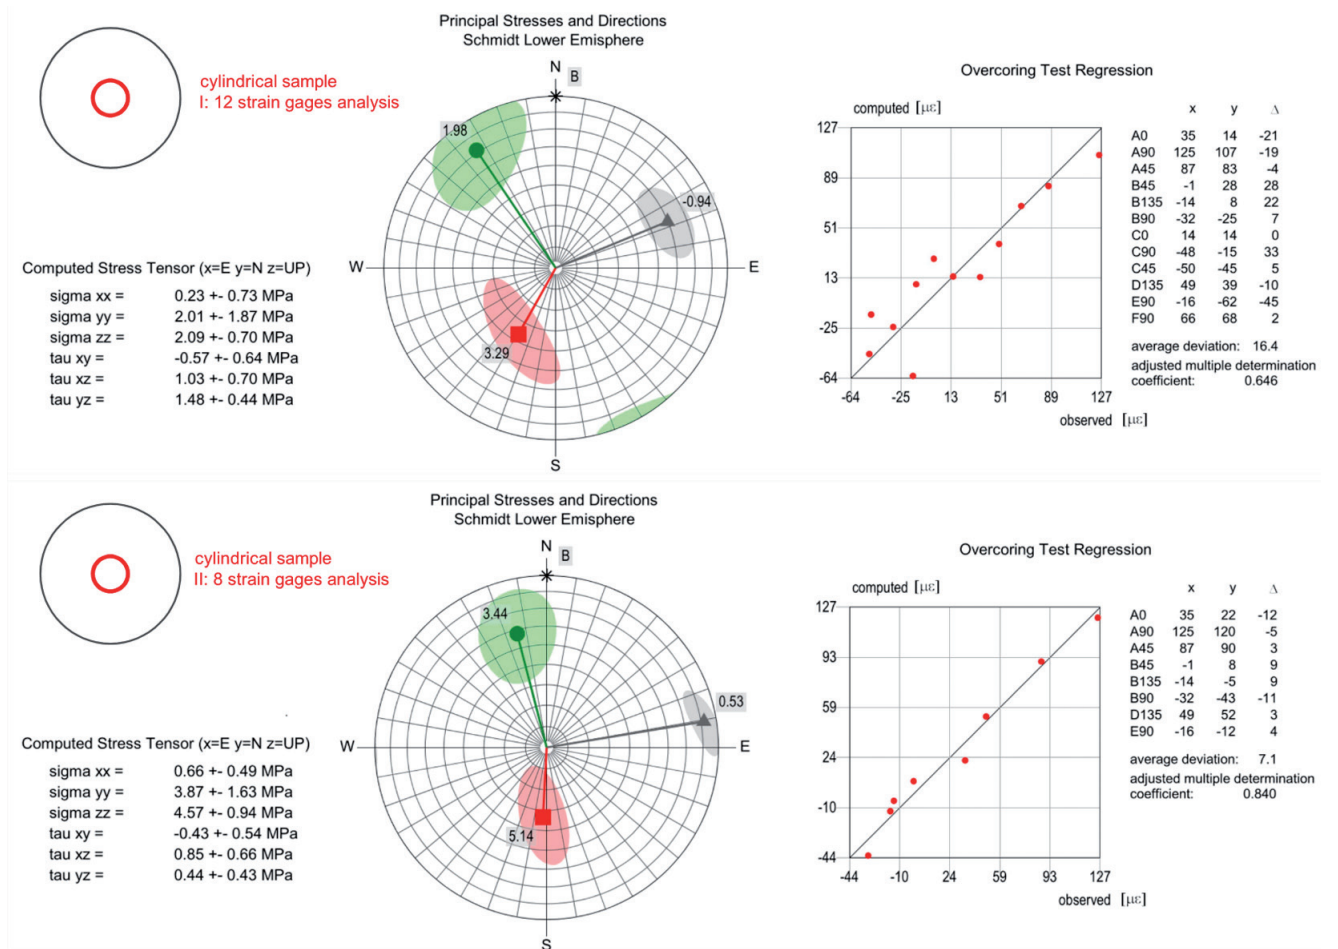 Principal Stresses and Directions
Schmidt Lower Emisphere
cylindrical sample
I: 12 strain gages analysis
N
B
1.98
-0.94
W
E
3.29
S
Computed Stress Tensor (x=E y=N z=UP)
sigma xx = 0.23 +- 0.73 MPa
sigma yy = 2.01 +- 1.87 MPa
sigma zz = 2.09 +- 0.70 MPa
tau xy = -0.57 +- 0.64 MPa
tau xz = 1.03 +- 0.70 MPa
tau yz = 1.48 +- 0.44 MPa
Overcoring Test Regression
computed [με]
127
89
51
13
-25
-64
-64 -25 13 51 89 127
observed [με]
x y Δ
A0 35 14 -21
A90 125 107 -19
A45 87 83 -4
B45 -1 28 28
B135 -14 8 22
B90 -32 -25 7
C0 14 14 0
C90 -48 -15 33
C45 -50 -45 5
D135 49 39 -10
E90 -16 -62 -45
F90 66 68 2
average deviation: 16.4
adjusted multiple determination
coefficient: 0.646
Principal Stresses and Directions
Schmidt Lower Emisphere
cylindrical sample
II: 8 strain gages analysis
N
B
3.44
0.53
W
E
5.14
S
Computed Stress Tensor (x=E y=N z=UP)
sigma xx = 0.66 +- 0.49 MPa
sigma yy = 3.87 +- 1.63 MPa
sigma zz = 4.57 +- 0.94 MPa
tau xy = -0.43 +- 0.54 MPa
tau xz = 0.85 +- 0.66 MPa
tau yz = 0.44 +- 0.43 MPa
Overcoring Test Regression
computed [με]
127
93
59
24
-10
-44
-44 -10 24 59 93 127
observed [με]
x y Δ
A0 35 22 -12
A90 125 120 -5
A45 87 90 3
B45 -1 8 9
B135 -14 -5 9
B90 -32 -43 -11
D135 49 52 3
E90 -16 -12 4
average deviation: 7.1
adjusted multiple determination
coefficient: 0.840